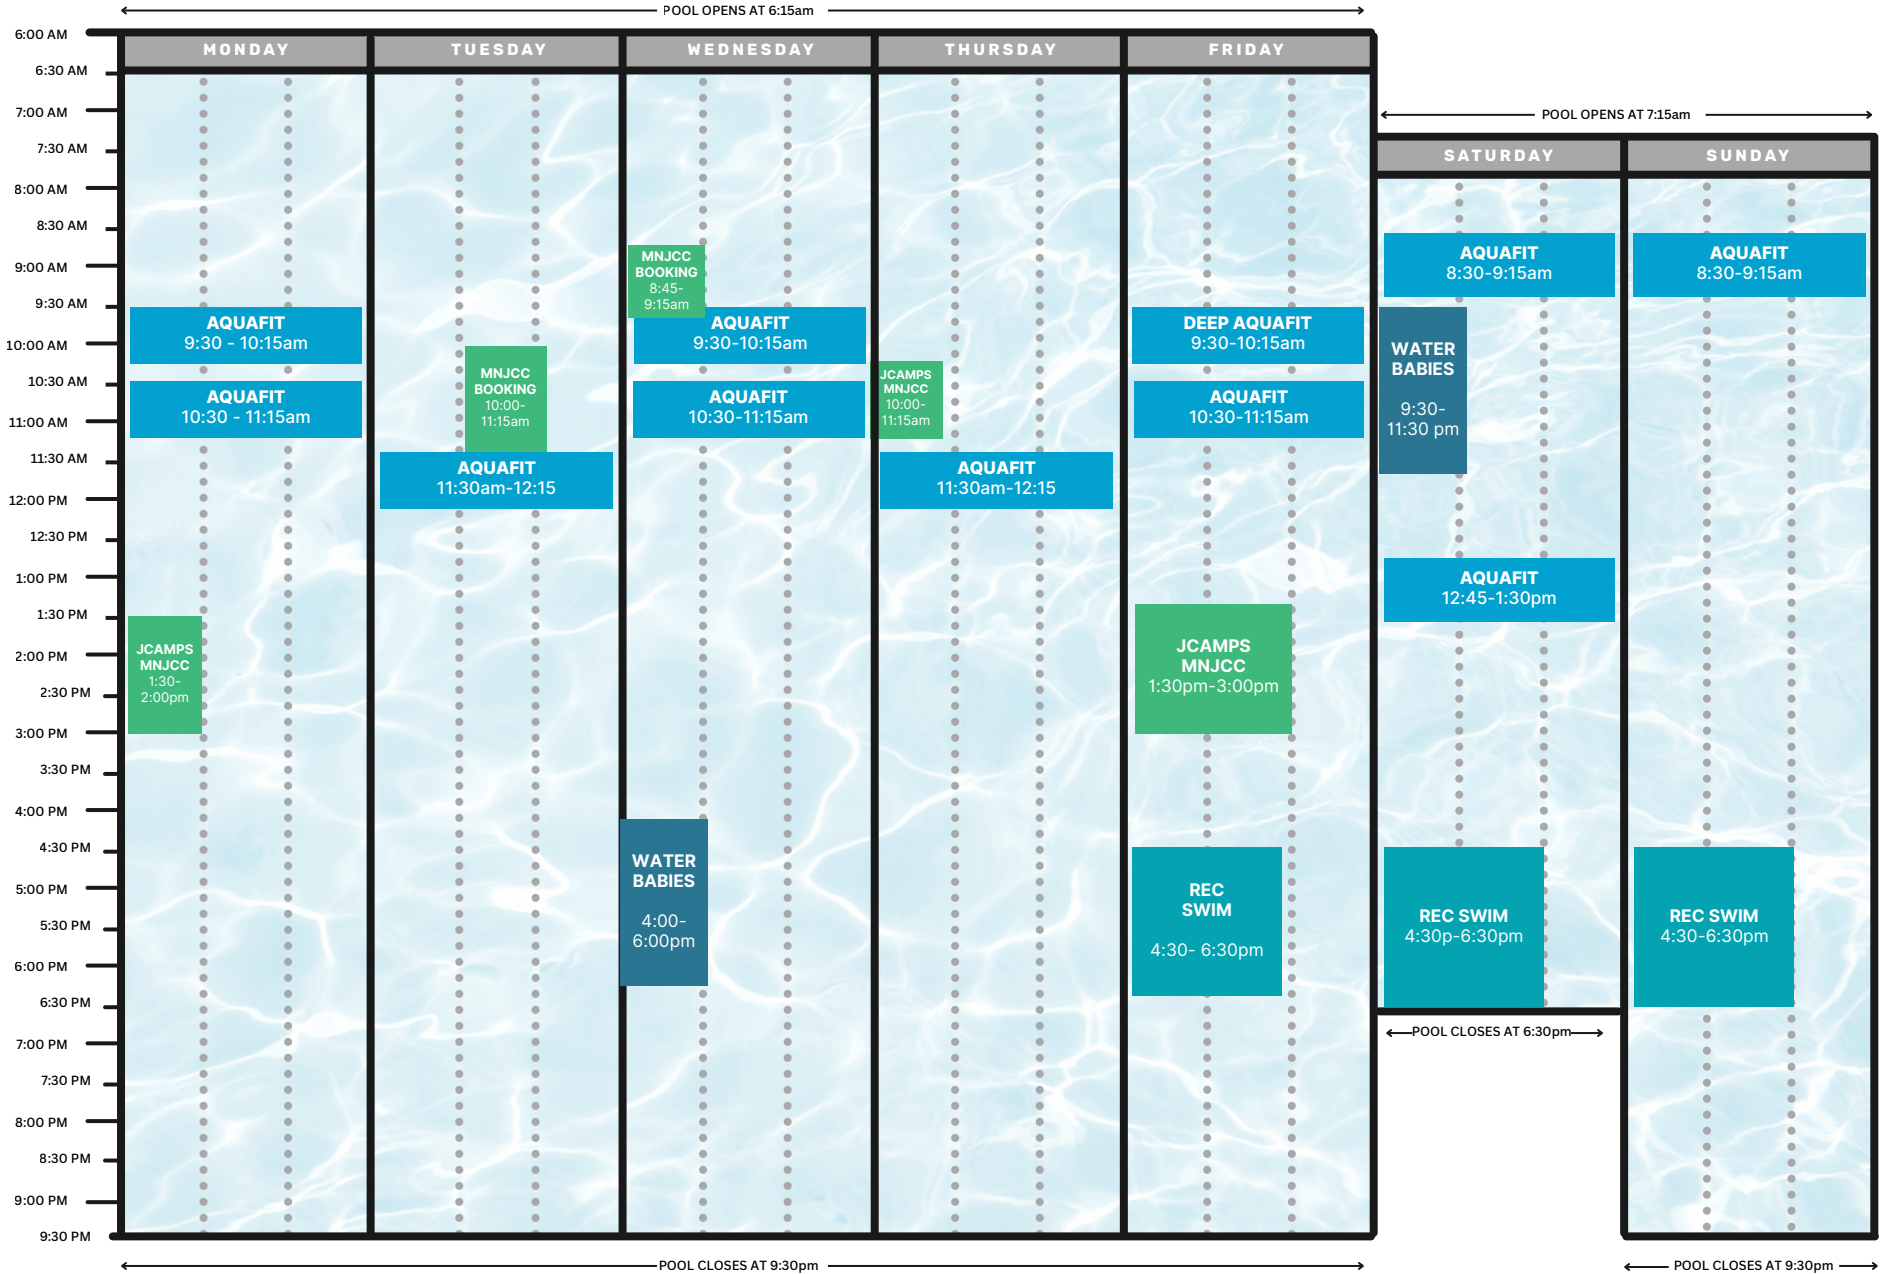 POOL OPENS AT 6:15am
6:00 AM
MONDAY
TUESDAY
WEDNESDAY
THURSDAY
FRIDAY
6:30 AM
7:00 AM
7:30 AM
8:00 AM
8:30 AM
9:00 AM
9:30 AM
10:00 AM
10:30 AM
11:00 AM
11:30 AM
12:00 PM
12:30 PM
1:00 PM
1:30 PM
2:00 PM
2:30 PM
3:00 PM
3:30 PM
4:00 PM
4:30 PM
5:00 PM
5:30 PM
6:00 PM
6:30 PM
7:00 PM
7:30 PM
8:00 PM
8:30 PM
9:00 PM
9:30 PM
AQUAFIT
9:30 - 10:15am
AQUAFIT
10:30 - 11:15am
JCAMPS
MNJCC
1:30-
2:00pm
MNJCC
BOOKING
10:00-
11:15am
AQUAFIT
11:30am-12:15
MNJCC
BOOKING
8:45-
9:15am
AQUAFIT
9:30-10:15am
AQUAFIT
10:30-11:15am
WATER
BABIES
4:00-
6:00pm
JCAMPS
MNJCC
10:00-
11:15am
AQUAFIT
11:30am-12:15
DEEP AQUAFIT
9:30-10:15am
AQUAFIT
10:30-11:15am
JCAMPS
MNJCC
1:30pm-3:00pm
REC
SWIM
4:30- 6:30pm
POOL OPENS AT 7:15am
SATURDAY
SUNDAY
AQUAFIT
8:30-9:15am
WATER
BABIES
9:30-
11:30 pm
AQUAFIT
12:45-1:30pm
REC SWIM
4:30p-6:30pm
POOL CLOSES AT 6:30pm
AQUAFIT
8:30-9:15am
REC SWIM
4:30-6:30pm
POOL CLOSES AT 9:30pm
POOL CLOSES AT 9:30pm